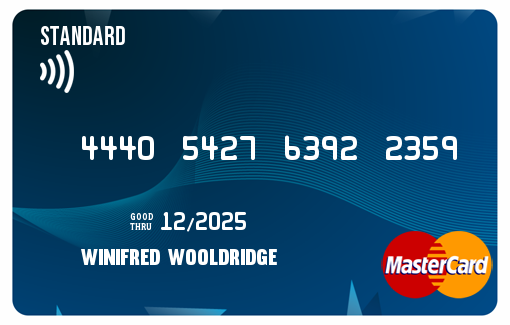 STANDARD
4440 5427 6392 2359
GOOD THRU 12/2025
WINIFRED WOOLDRIDGE
MasterCard